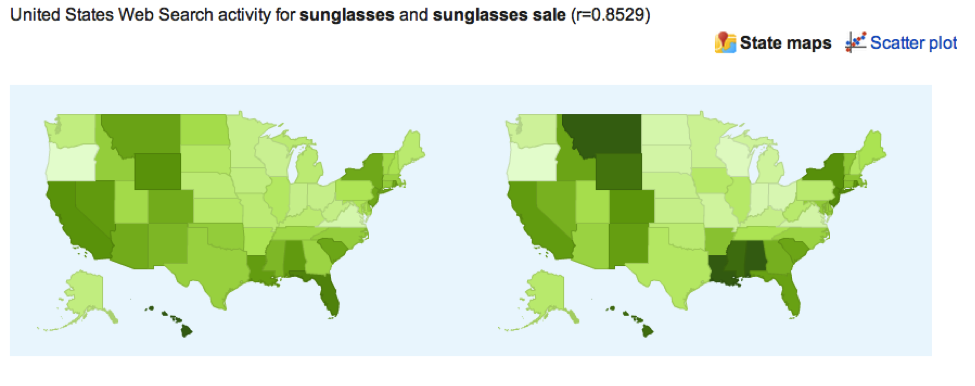 United States Web Search activity for sunglasses and sunglasses sale (r=0.8529)
State maps Scatter plot